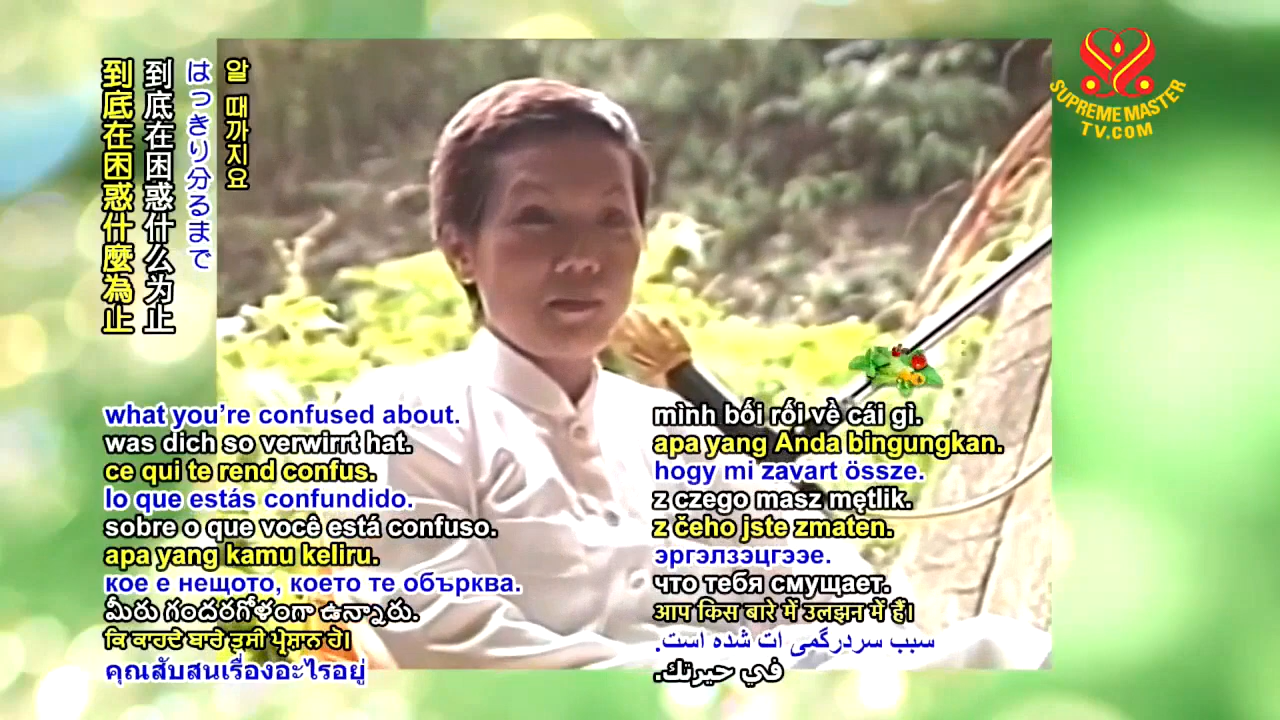 알 때까지요
はっきり分るまで
到底在困惑什么为止
到底在困惑什麼為止
SUPREME MASTER
TV.COM
what you're confused about.
was dich so verwirrt hat.
ce qui te rend confus.
lo que estás confundido.
sobre o que você está confuso.
apa yang kamu keliru.
кое е нещото, което те обърква.
మీరు గందరగోళంగా ఉన్నారు.
ਕਿ ਕਾਹਦੇ ਬਾਰੇ ਤੁਸੀ ਪ੍ਰੇਸ਼ਾਨ ਹੋ।
คุณสับสนเรื่องอะไรอยู่
mình bối rối về cái gì.
apa yang Anda bingungkan.
hogy mi zavart össze.
z czego masz mętlik.
z čeho jste zmaten.
эргэлзэцгээе.
что тебя смущает.
आप किस बारे में उलझन में हैं।
سبب سردرگمی ات شده است.
في حيرتك.